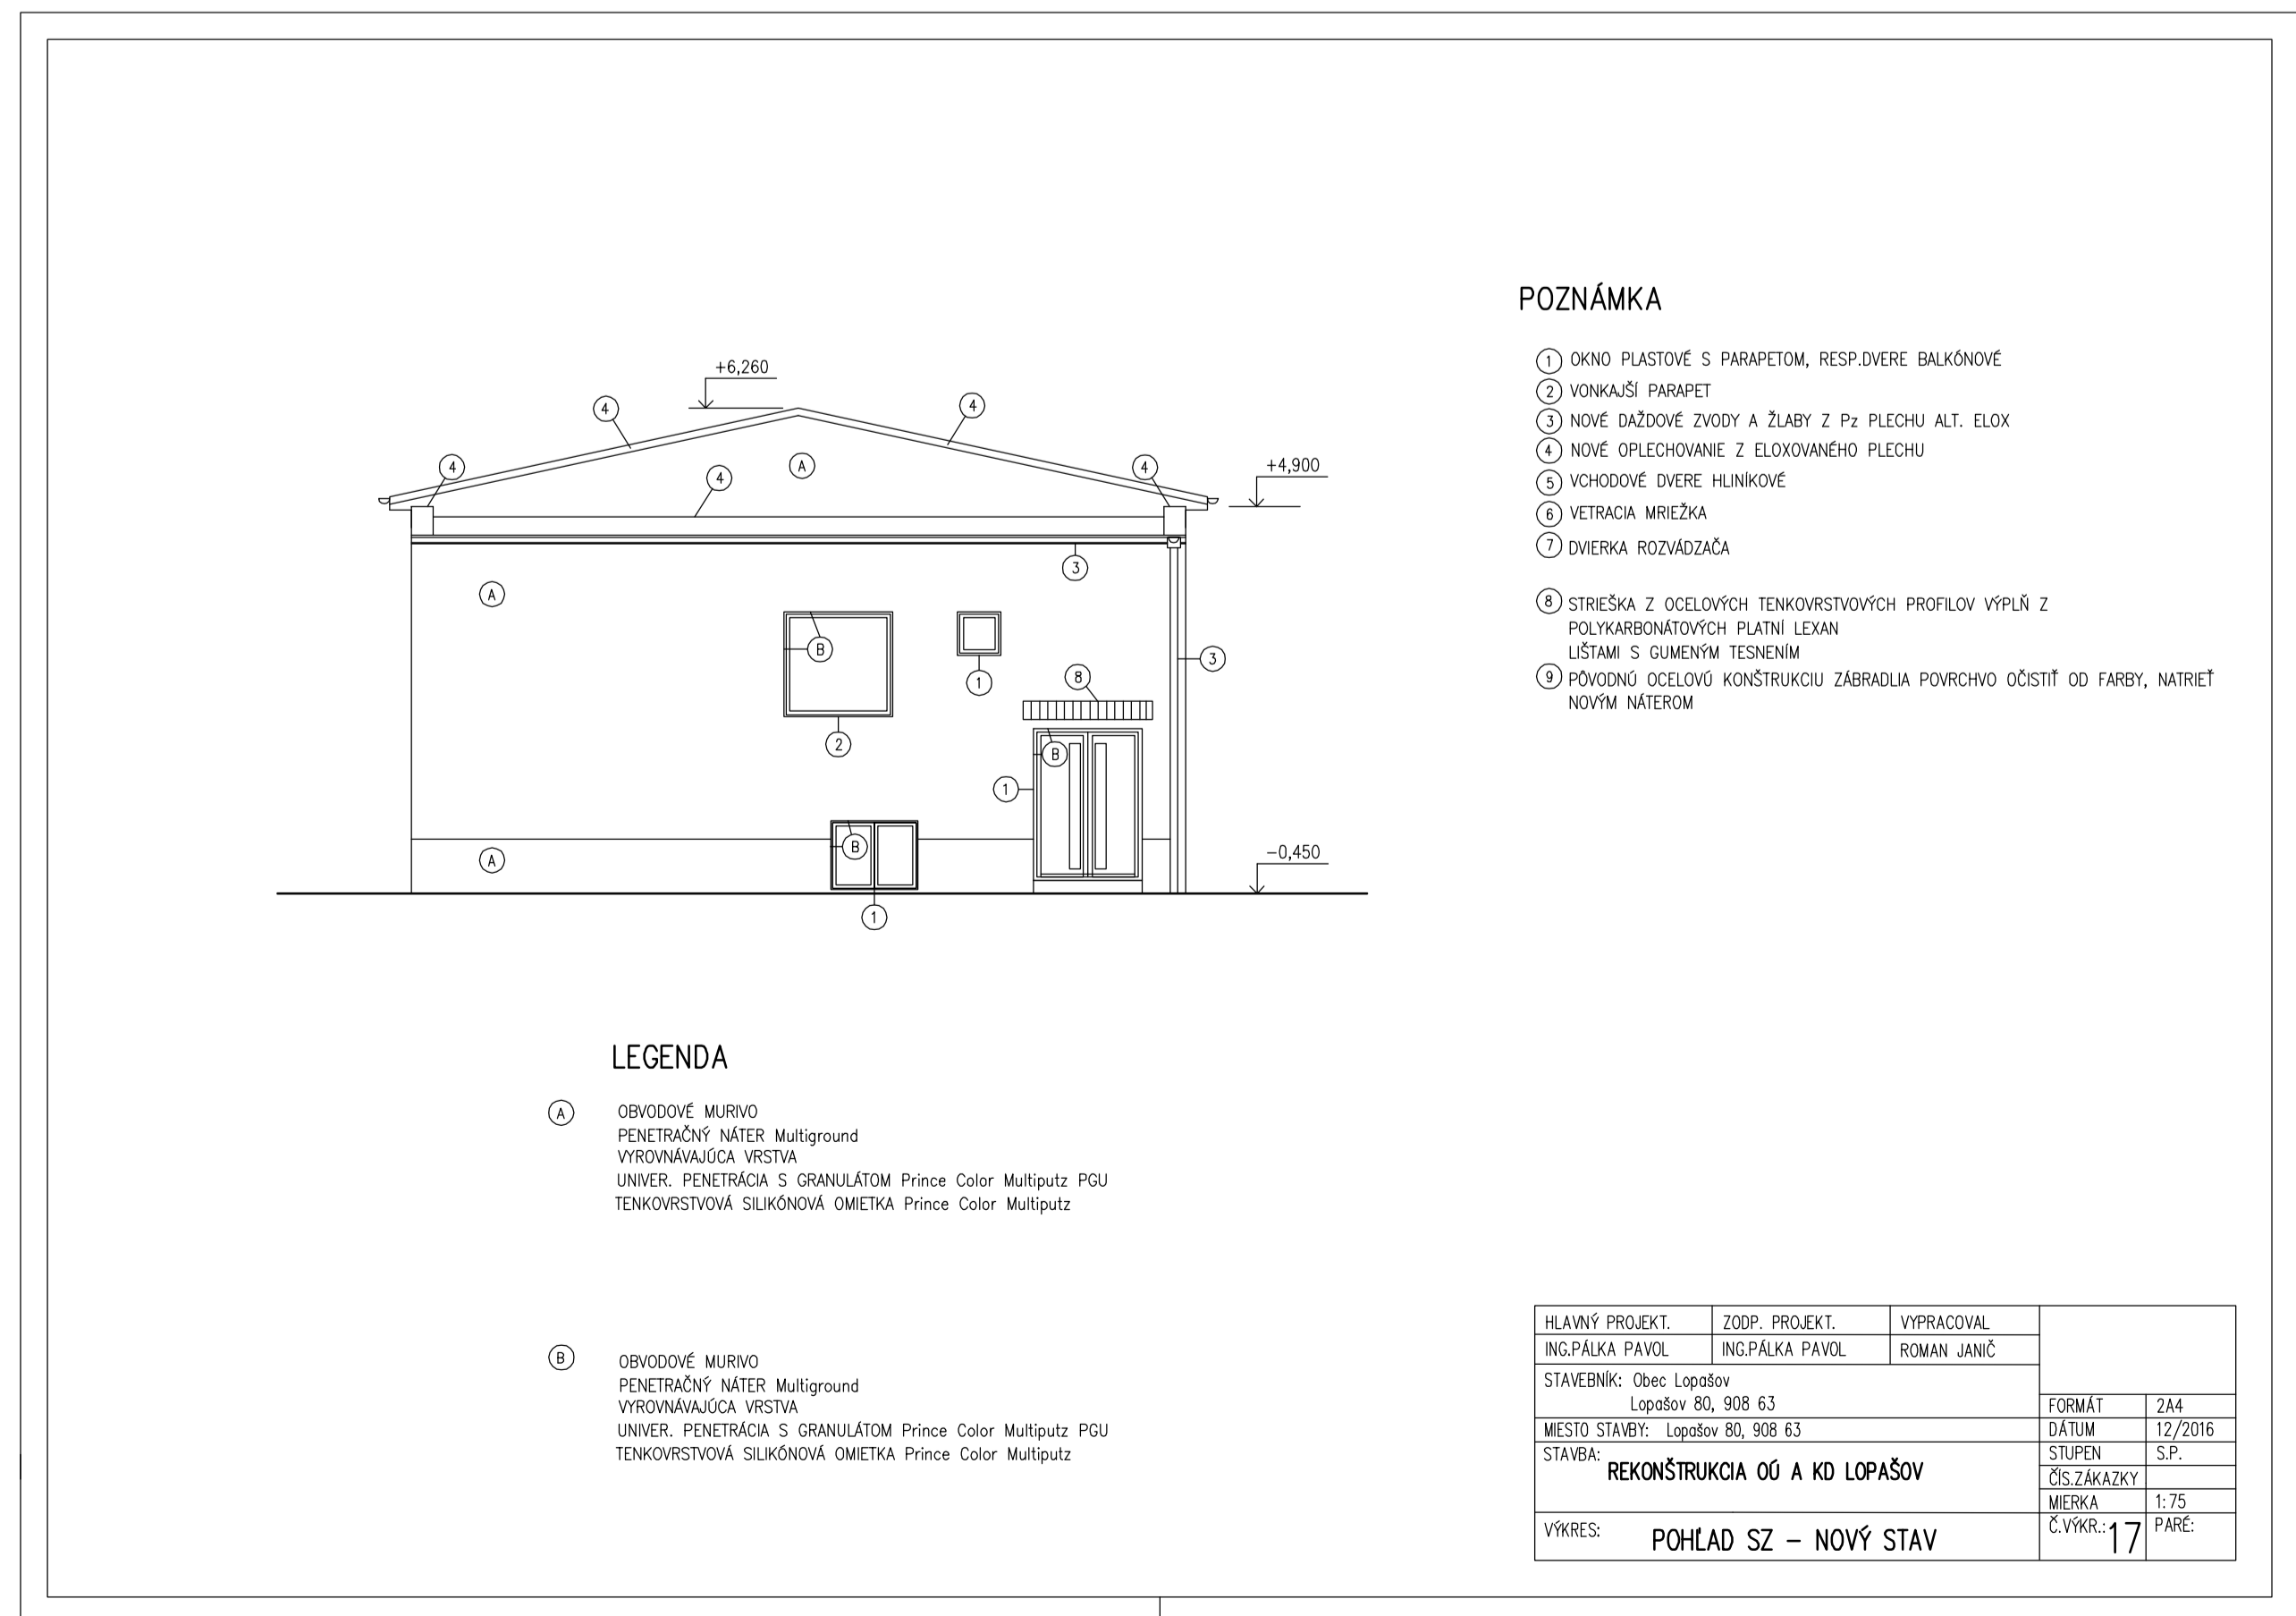 +6,260
4
4
4
A
4
4
+4,900
3
A
B
1
3
8
2
B
1
A
B
-0,450
1
POZNÁMKA
1 OKNO PLASTOVÉ S PARAPETOM, RESP.DVERE BALKÓNOVÉ
2 VONKAJŠÍ PARAPET
3 NOVÉ DAŽDOVÉ ZVODY A ŽLABY Z Pz PLECHU ALT. ELOX
4 NOVÉ OPLECHOVANIE Z ELOXOVANÉHO PLECHU
5 VCHODOVÉ DVERE HLINÍKOVÉ
6 VETRACIA MRIEŽKA
7 DVIERKA ROZVÁDZAČA
8 STRIEŠKA Z OCELOVÝCH TENKOVRSTVOVÝCH PROFILOV VÝPLŇ Z
POLYKARBONÁTOVÝCH PLATNÍ LEXAN
LIŠTAMI S GUMENÝM TESNENÍM
9 PÔVODNÚ OCELOVÚ KONŠTRUKCIU ZÁBRADLIA POVRCHVO OČISTIŤ OD FARBY, NATRIEŤ
NOVÝM NÁTEROM
LEGENDA
A OBVODOVÉ MURIVO
PENETRAČNÝ NÁTER Multiground
VYROVNÁVAJÚCA VRSTVA
UNIVER. PENETRÁCIA S GRANULÁTOM Prince Color Multiputz PGU
TENKOVRSTVOVÁ SILIKÓNOVÁ OMIETKA Prince Color Multiputz
B OBVODOVÉ MURIVO
PENETRAČNÝ NÁTER Multiground
VYROVNÁVAJÚCA VRSTVA
UNIVER. PENETRÁCIA S GRANULÁTOM Prince Color Multiputz PGU
TENKOVRSTVOVÁ SILIKÓNOVÁ OMIETKA Prince Color Multiputz
HLAVNÝ PROJEKT. ZODP. PROJEKT. VYPRACOVAL
ING.PÁLKA PAVOL ING.PÁLKA PAVOL ROMAN JANIČ
STAVEBNÍK: Obec Lopašov
Lopašov 80, 908 63
MIESTO STAVBY: Lopašov 80, 908 63
STAVBA:
REKONŠTRUKCIA OÚ A KD LOPAŠOV
VÝKRES: POHĽAD SZ – NOVÝ STAV
FORMÁT 2A4
DÁTUM 12/2016
STUPEN S.P.
ČÍS.ZÁKAZKY
MIERKA 1:75
Č.VÝKR.: 17 PARÉ: